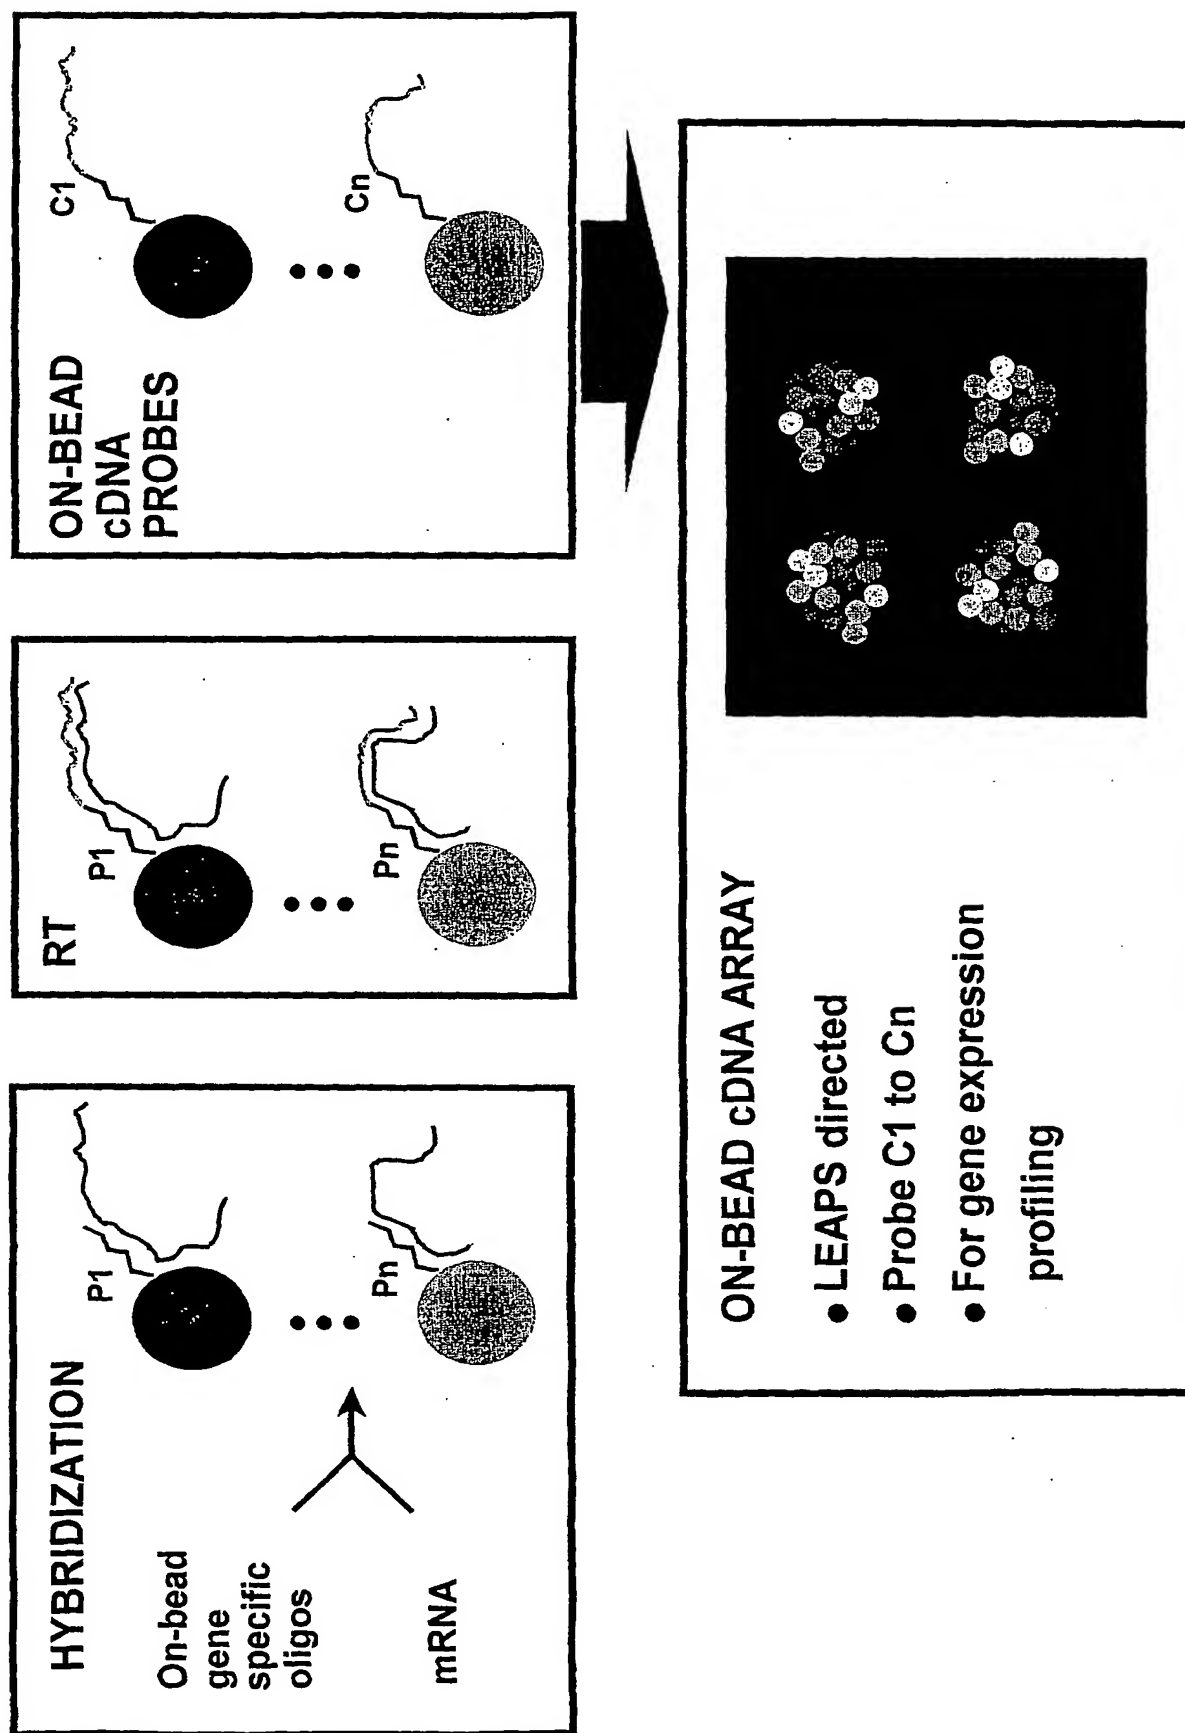 HYBRIDIZATION
On-bead
gene
specific
oligos
mRNA
P1
Pn
RT
P1
Pn
ON-BEAD
cDNA
PROBES
C1
Cn
ON-BEAD cDNA ARRAY
● LEAPS directed
● Probe C1 to Cn
● For gene expression
profiling